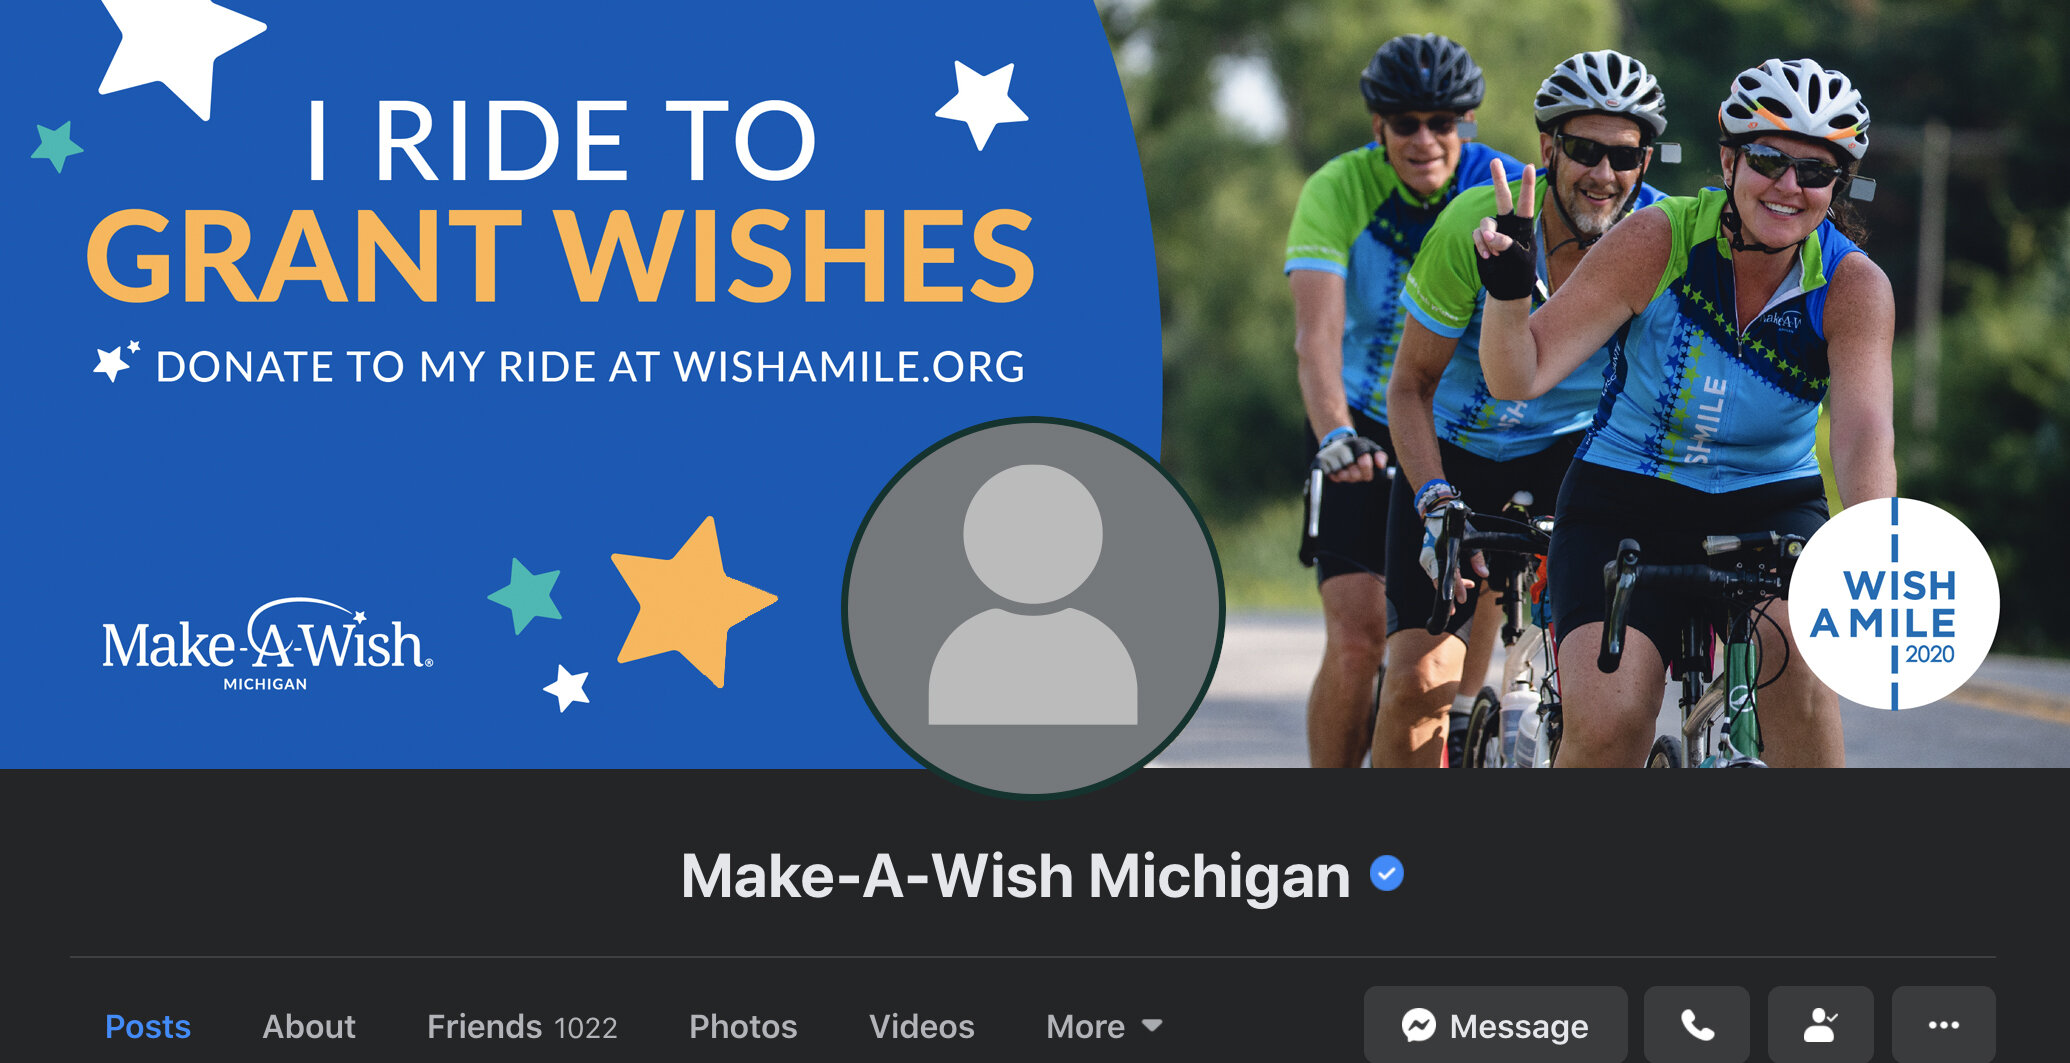 I RIDE TO
GRANT WISHES
DONATE TO MY RIDE AT WISHAMILE.ORG
Make-A-Wish®
MICHIGAN
WISH
A MILE
2020
Make-A-Wish Michigan
Posts About Friends 1022 Photos Videos More Message